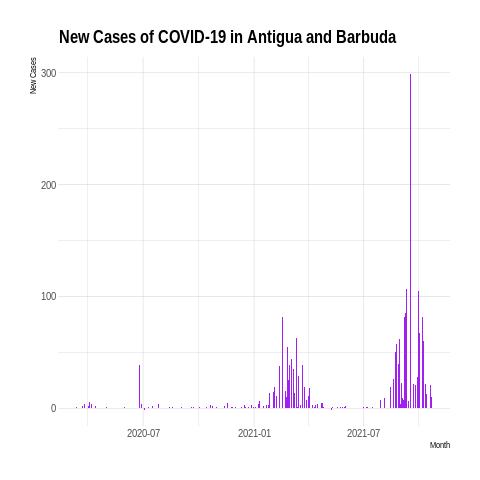 New Cases of COVID-19 in Antigua and Barbuda
New Cases
300
200
100
0
2020-07
2021-01
2021-07
Month